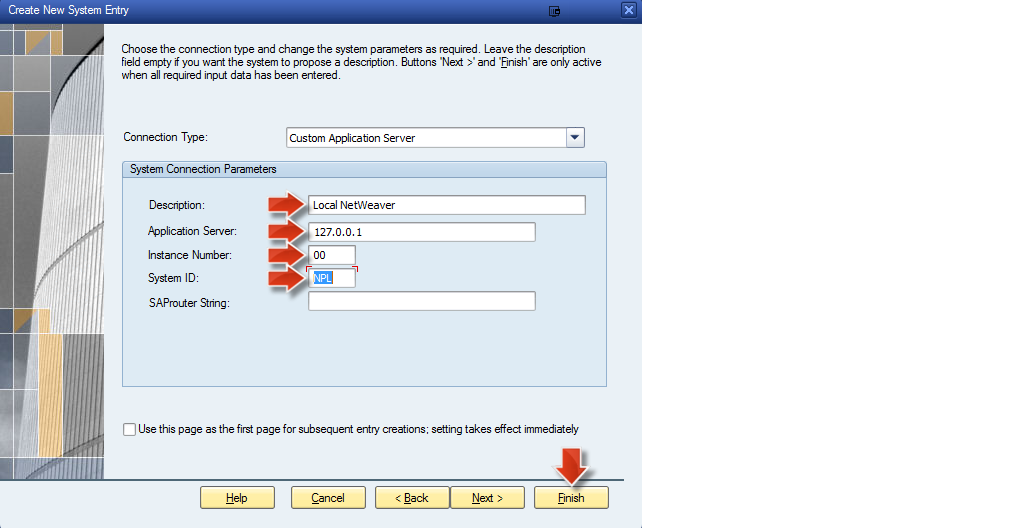 Create New System Entry
Choose the connection type and change the system parameters as required. Leave the description
field empty if you want the system to propose a description. Buttons 'Next >' and 'Finish' are only active
when all required input data has been entered.
Connection Type: Custom Application Server
System Connection Parameters
Description: Local NetWeaver
Application Server: 127.0.0.1
Instance Number: 00
System ID: NPL
SAProuter String:
Use this page as the first page for subsequent entry creations; setting takes effect immediately
Help Cancel < Back Next > Finish